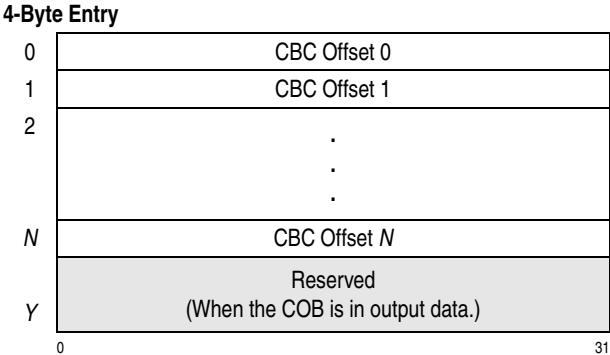 4-Byte Entry
0 CBC Offset 0
1 CBC Offset 1
2
.
.
.
N CBC Offset N
Reserved
Y (When the COB is in output data.)
0 31